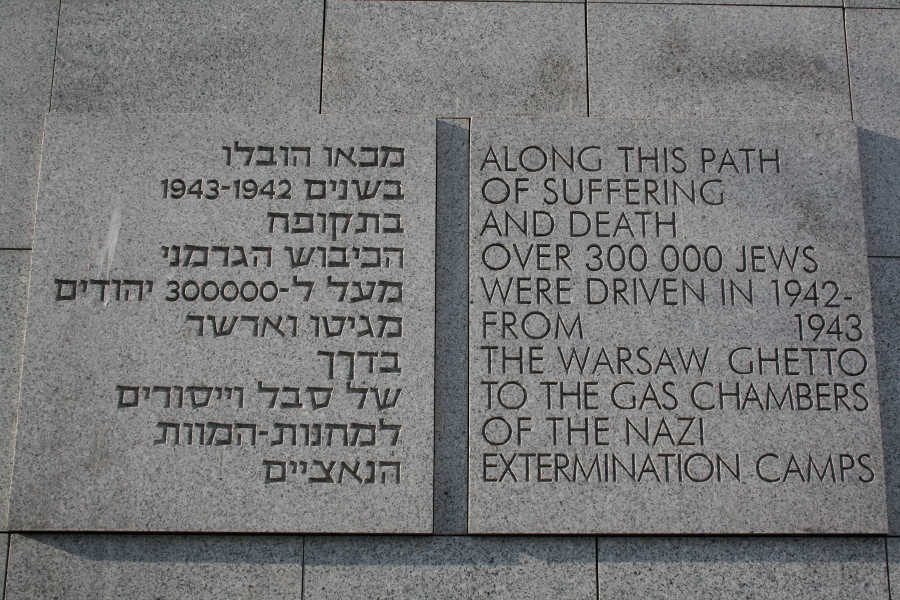 מכאו הובלו
בשנים 1942-1943
בתקופח
הכיבוש הגרמני
מעל ל-300000 יהודים
מגיטו וארשר
בדרך
של סבל וייסורים
למחנות-המוות
הנאציים
ALONG THIS PATH
OF SUFFERING
AND DEATH
OVER 300 000 JEWS
WERE DRIVEN IN 1942-
FROM 1943
THE WARSAW GHETTO
TO THE GAS CHAMBERS
OF THE NAZI
EXTERMINATION CAMPS